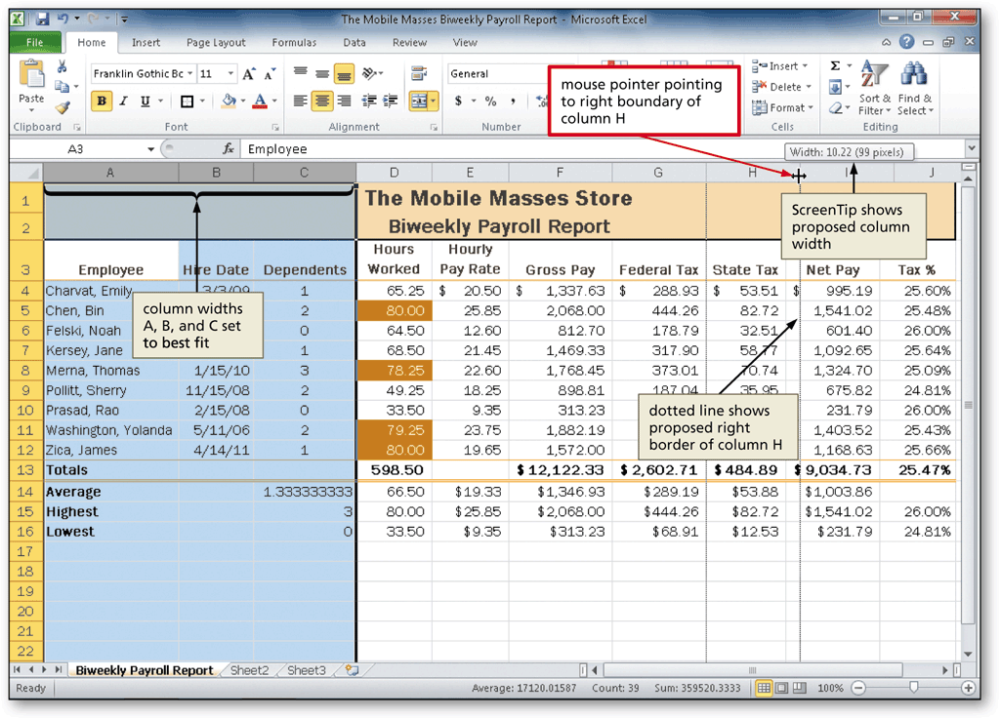 The Mobile Masses Biweekly Payroll Report - Microsoft Excel
File Home Insert Page Layout Formulas Data Review View
Franklin Gothic Bc 11 General Insert
Paste B I U A $ % , Delete Sort & Find &
Format Filter Select
Clipboard Font Alignment Number Cells Editing
mouse pointer pointing
to right boundary of
column H
A3 fx Employee
Width: 10.22 (99 pixels)
A B C D E F G H I J
ScreenTip shows
proposed column
width
1 The Mobile Masses Store
2 Biweekly Payroll Report
3 Employee Hire Date Dependents Hours Worked Hourly Pay Rate Gross Pay Federal Tax State Tax Net Pay Tax %
4 Charvat, Emily 3/3/09 1 65.25 $ 20.50 $ 1,337.63 $ 288.93 $ 53.51 $ 995.19 25.60%
5 Chen, Bin 2 80.00 25.85 2,068.00 444.26 82.72 1,541.02 25.48%
6 Felski, Noah 0 64.50 12.60 812.70 178.79 32.51 601.40 26.00%
7 Kersey, Jane 1 68.50 21.45 1,469.33 317.90 58.77 1,092.65 25.64%
8 Merna, Thomas 1/15/10 3 78.25 22.60 1,768.45 373.01 70.74 1,324.70 25.09%
9 Pollitt, Sherry 11/15/08 2 49.25 18.25 898.81 187.04 35.95 675.82 24.81%
10 Prasad, Rao 2/15/08 0 33.50 9.35 313.23 231.79 26.00%
11 Washington, Yolanda 5/11/06 2 79.25 23.75 1,882.19 1,403.52 25.43%
12 Zica, James 4/14/11 1 80.00 19.65 1,572.00 1,168.63 25.66%
13 Totals 598.50 $ 12,122.33 $ 2,602.71 $ 484.89 $ 9,034.73 25.47%
14 Average 1.333333333 66.50 $19.33 $1,346.93 $289.19 $53.88 $1,003.86
15 Highest 3 80.00 $25.85 $2,068.00 $444.26 $82.72 $1,541.02 26.00%
16 Lowest 0 33.50 $9.35 $313.23 $68.91 $12.53 $231.79 24.81%
17
18
19
20
21
22
column widths
A, B, and C set
to best fit
dotted line shows
proposed right
border of column H
Biweekly Payroll Report Sheet2 Sheet3
Ready Average: 17120.01587 Count: 39 Sum: 359520.3333 100%